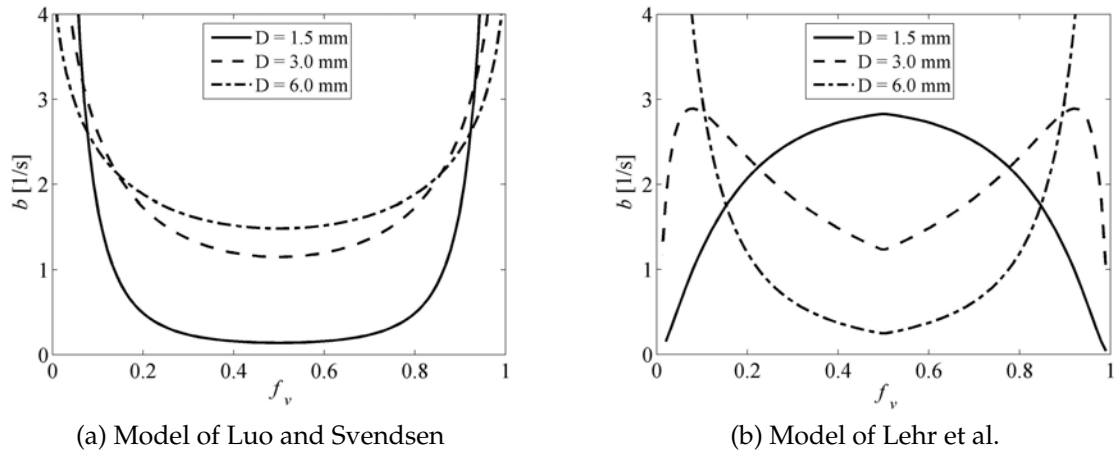 4
3
2
1
0
0
0.2
0.4
0.6
0.8
1
b [1/s]
f_v
D = 1.5 mm
D = 3.0 mm
D = 6.0 mm
(a) Model of Luo and Svendsen
4
3
2
1
0
0
0.2
0.4
0.6
0.8
1
b [1/s]
f_v
D = 1.5 mm
D = 3.0 mm
D = 6.0 mm
(b) Model of Lehr et al.